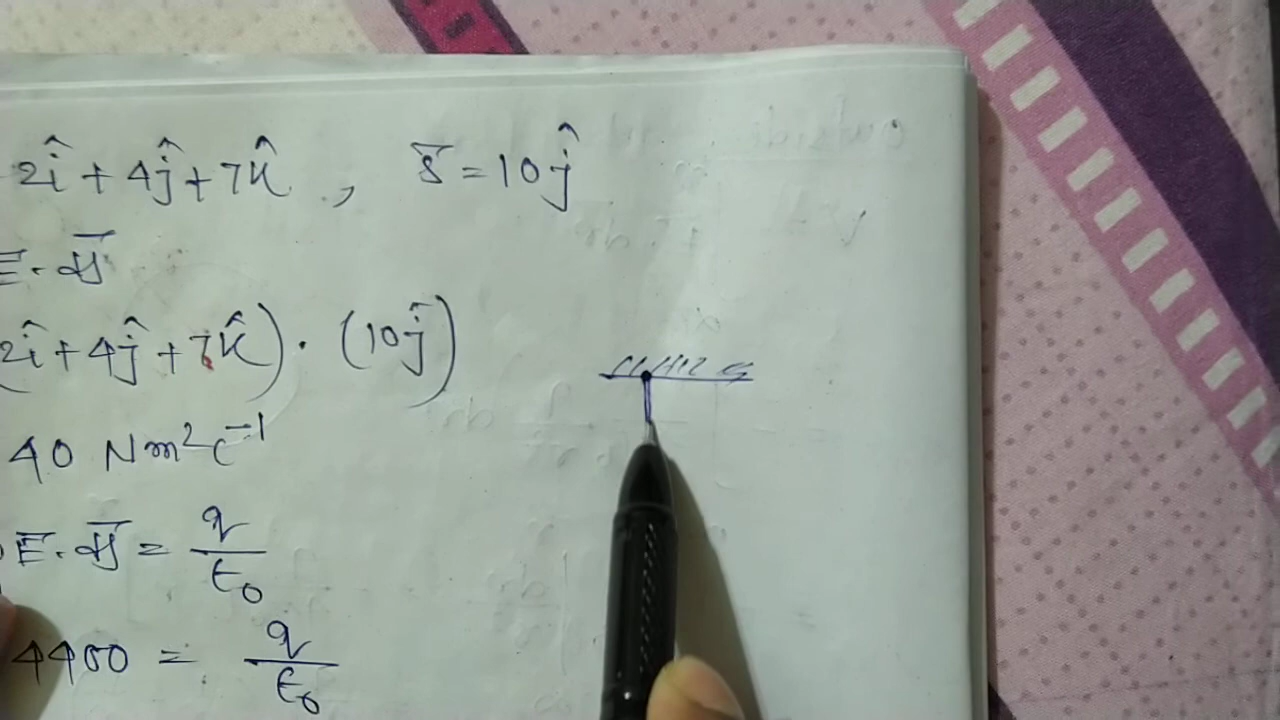 2î + 4ĵ + 7k̂ , S̄ = 10ĵ
E̅ · dS̅
2î + 4ĵ + 7k̂) · (10ĵ)
40 Nm²C⁻¹
E̅ · dS̅ = q/ε₀
4400 = q/ε₀